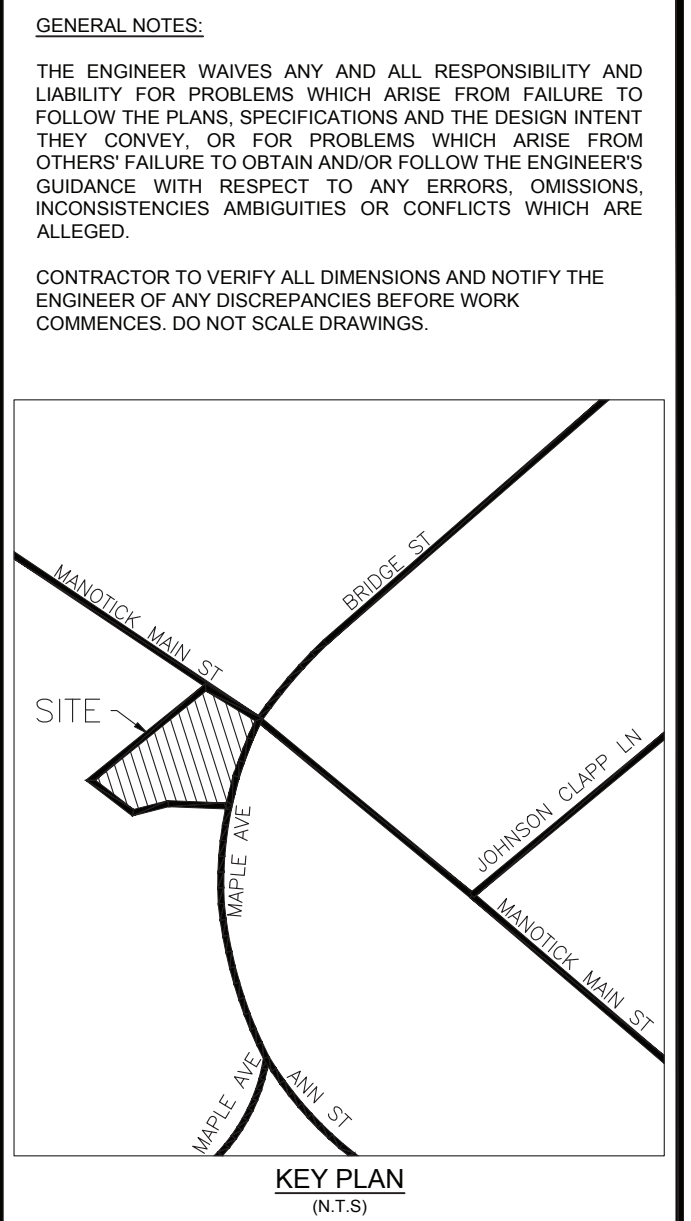 GENERAL NOTES:
THE ENGINEER WAIVES ANY AND ALL RESPONSIBILITY AND
LIABILITY FOR PROBLEMS WHICH ARISE FROM FAILURE TO
FOLLOW THE PLANS, SPECIFICATIONS AND THE DESIGN INTENT
THEY CONVEY, OR FOR PROBLEMS WHICH ARISE FROM
OTHERS' FAILURE TO OBTAIN AND/OR FOLLOW THE ENGINEER'S
GUIDANCE WITH RESPECT TO ANY ERRORS, OMISSIONS,
INCONSISTENCIES AMBIGUITIES OR CONFLICTS WHICH ARE
ALLEGED.
CONTRACTOR TO VERIFY ALL DIMENSIONS AND NOTIFY THE
ENGINEER OF ANY DISCREPANCIES BEFORE WORK
COMMENCES. DO NOT SCALE DRAWINGS.
BRIDGE ST
MANOTICK MAIN ST
SITE
JOHNSON CLAPP LN
MAPLE AVE
MANOTICK MAIN ST
MAPLE AVE
ANN ST
KEY PLAN
(N.T.S)